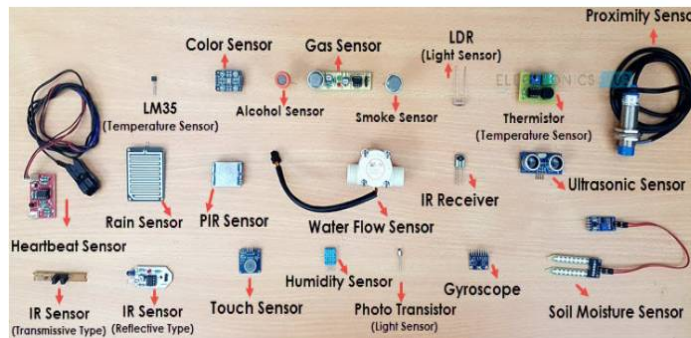 Proximity Sensor
LDR
(Light Sensor)
Color Sensor
Gas Sensor
ELECTRONICS
LM35
(Temperature Sensor)
Alcohol Sensor
Smoke Sensor
Thermistor
(Temperature Sensor)
Rain Sensor
PIR Sensor
Water Flow Sensor
IR Receiver
Ultrasonic Sensor
Heartbeat Sensor
IR Sensor
(Transmissive Type)
IR Sensor
(Reflective Type)
Touch Sensor
Humidity Sensor
Photo Transistor
(Light Sensor)
Gyroscope
Soil Moisture Sensor